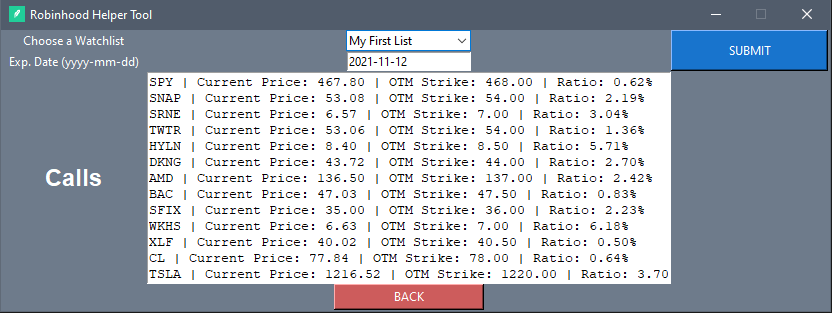 Robinhood Helper Tool
Choose a Watchlist
My First List
SUBMIT
Exp. Date (yyyy-mm-dd)
2021-11-12
Calls
SPY | Current Price: 467.80 | OTM Strike: 468.00 | Ratio: 0.62%
SNAP | Current Price: 53.08 | OTM Strike: 54.00 | Ratio: 2.19%
SRNE | Current Price: 6.57 | OTM Strike: 7.00 | Ratio: 3.04%
TWTR | Current Price: 53.06 | OTM Strike: 54.00 | Ratio: 1.36%
HYLN | Current Price: 8.40 | OTM Strike: 8.50 | Ratio: 5.71%
DKNG | Current Price: 43.72 | OTM Strike: 44.00 | Ratio: 2.70%
AMD | Current Price: 136.50 | OTM Strike: 137.00 | Ratio: 2.42%
BAC | Current Price: 47.03 | OTM Strike: 47.50 | Ratio: 0.83%
SFIX | Current Price: 35.00 | OTM Strike: 36.00 | Ratio: 2.23%
WKHS | Current Price: 6.63 | OTM Strike: 7.00 | Ratio: 6.18%
XLF | Current Price: 40.02 | OTM Strike: 40.50 | Ratio: 0.50%
CL | Current Price: 77.84 | OTM Strike: 78.00 | Ratio: 0.64%
TSLA | Current Price: 1216.52 | OTM Strike: 1220.00 | Ratio: 3.70
BACK